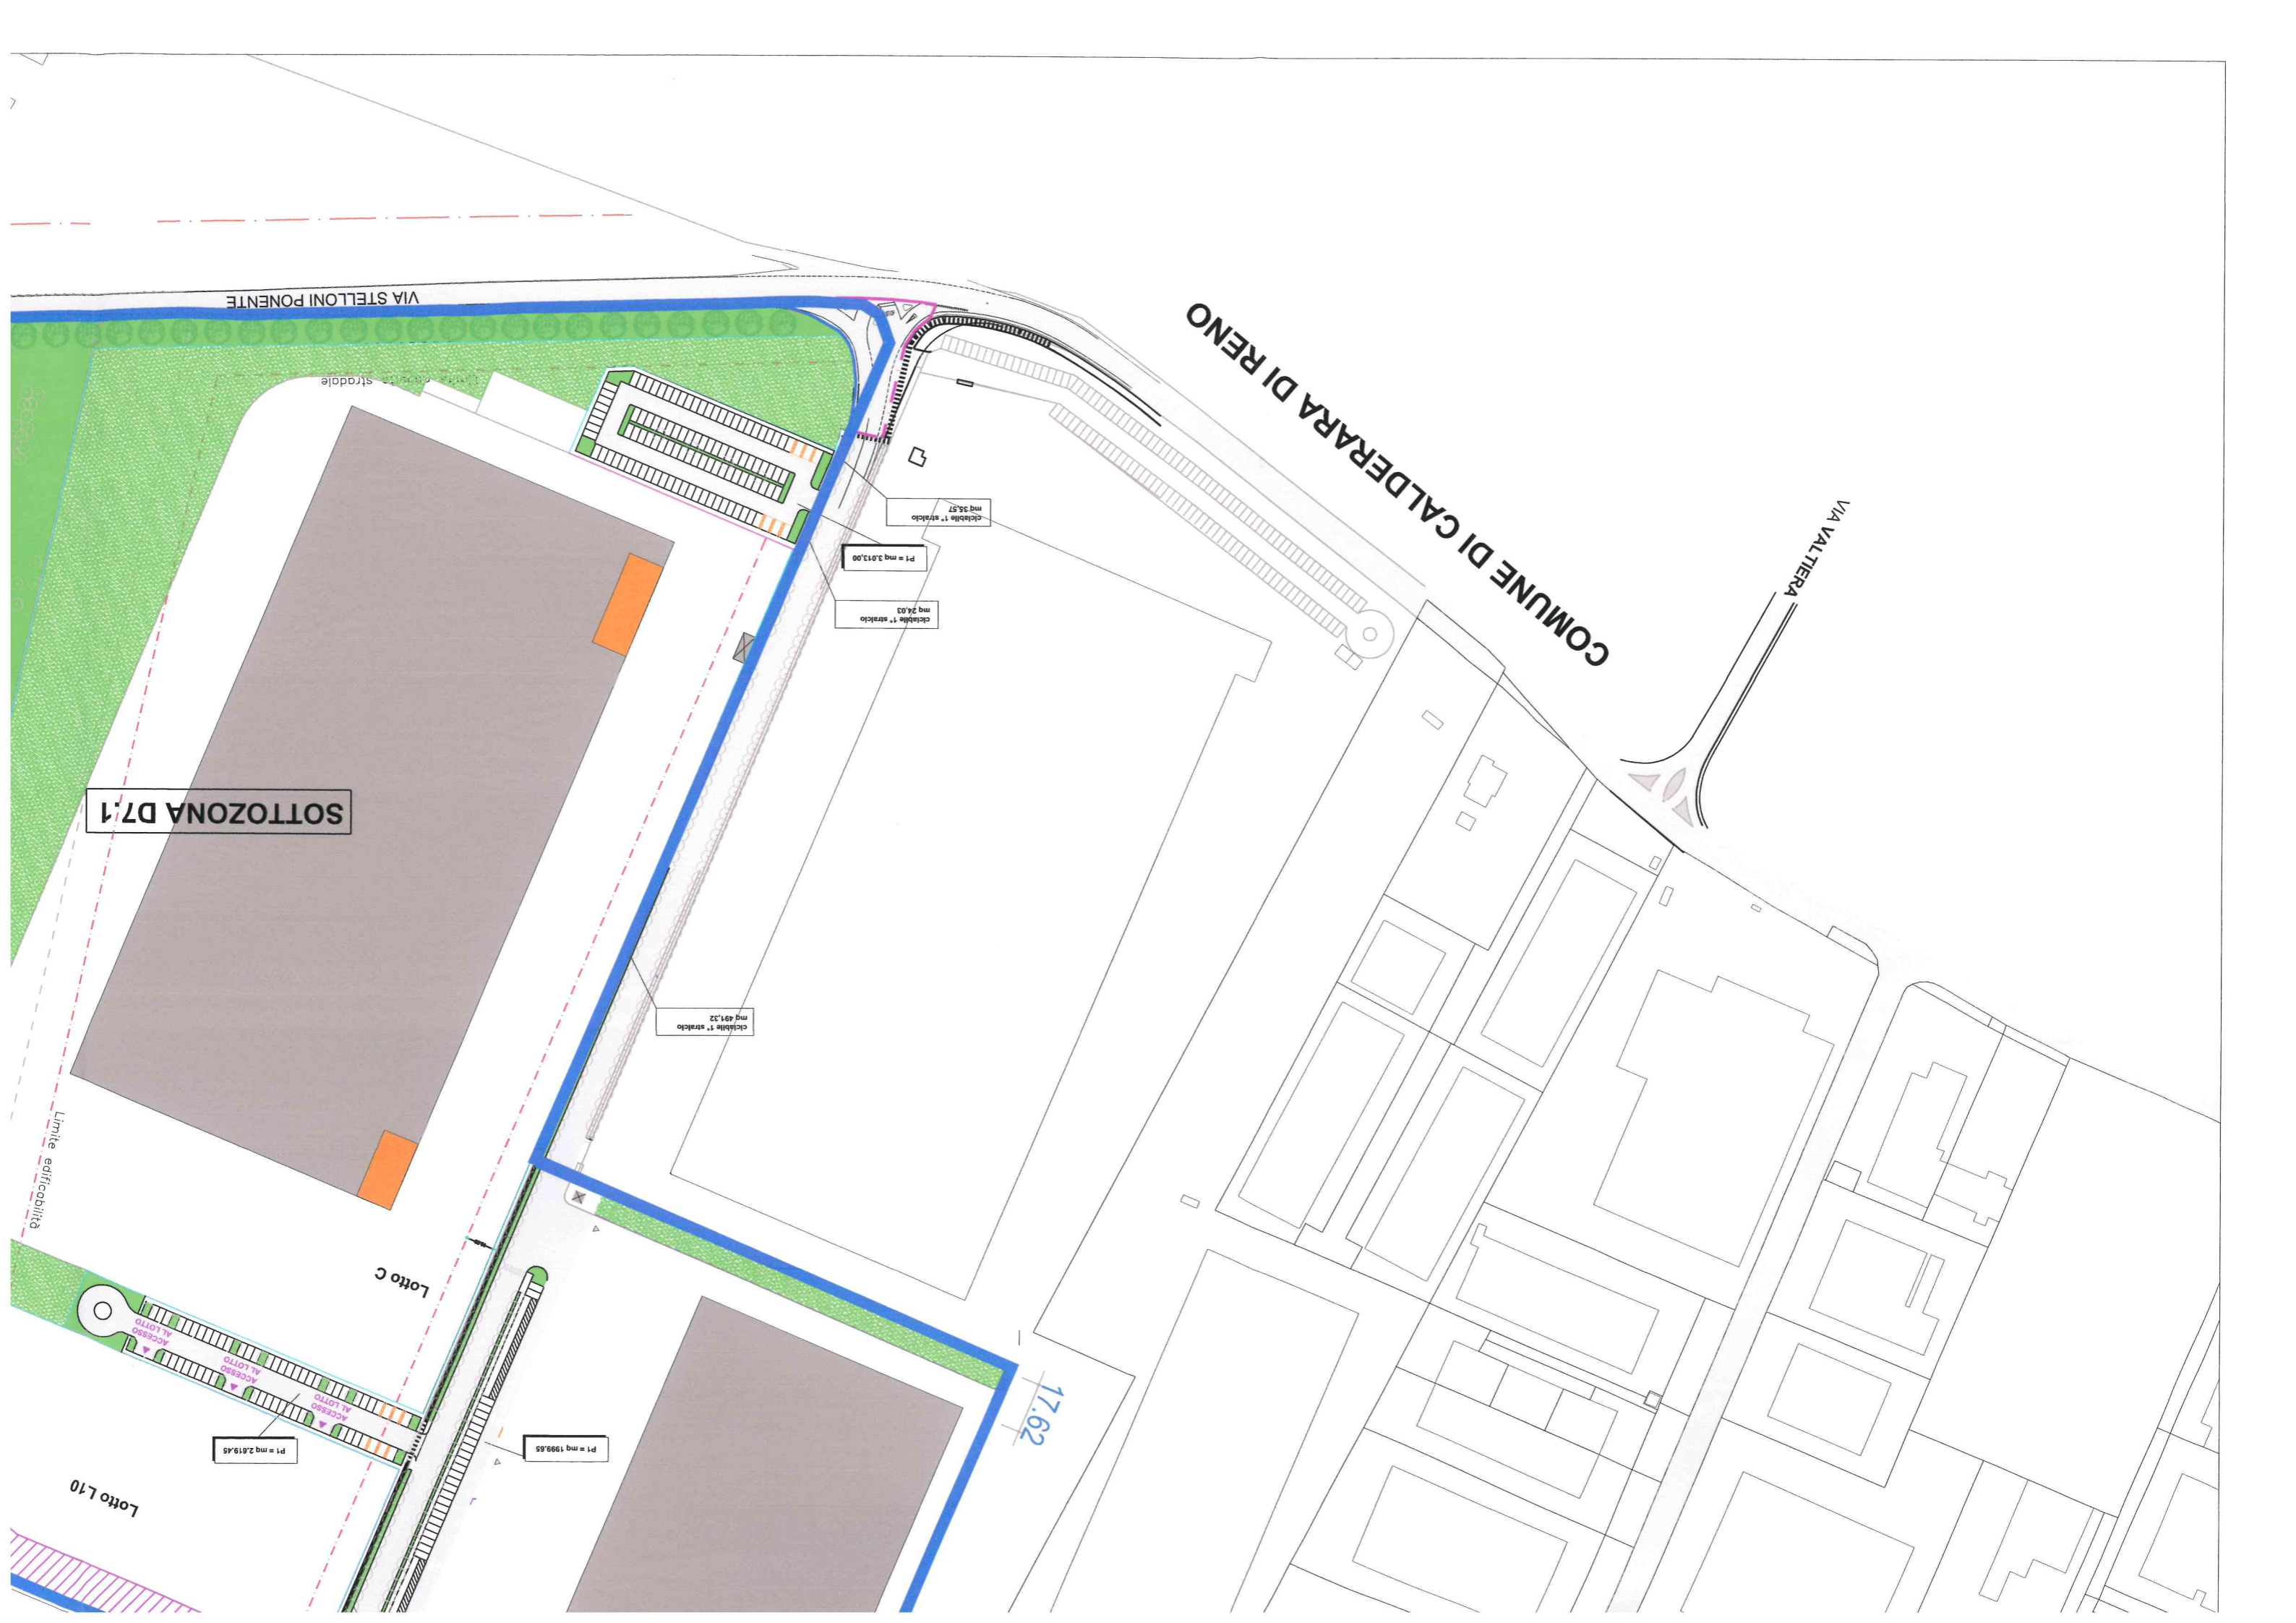 VIA STELLONI PONENTE
stradale
COMUNE DI CALDERARA DI RENO
VIA VALTIERA
ciclabile 1° stralcio
mq 35,57
P1 = mq 3.013,00
ciclabile 1° stralcio
mq 24,03
SOTTOZONA D7.1
ciclabile 1° stralcio
mq 491,32
Limite edificabilità
Lotto C
ACCESSO
AL LOTTO
ACCESSO
AL LOTTO
ACCESSO
AL LOTTO
P1 = mq 2.619,45
P1 = mq 1999.65
17.62
Lotto L10